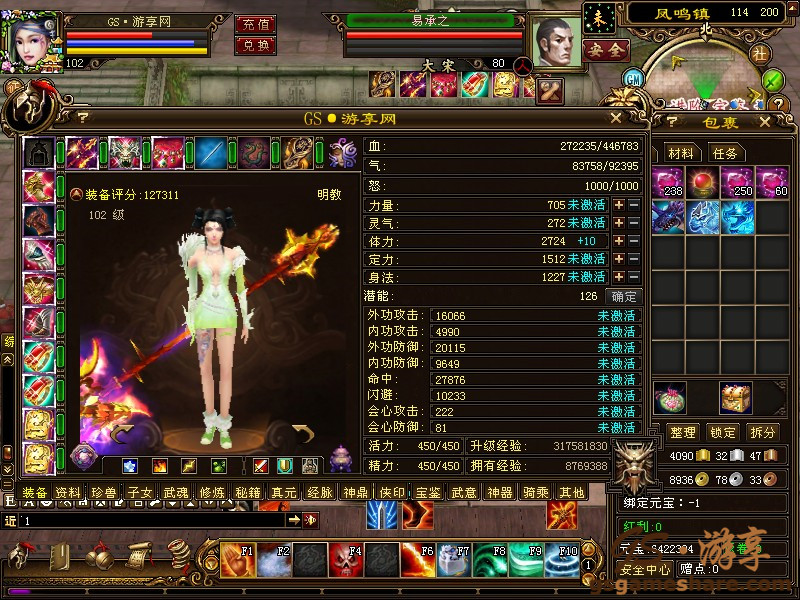 GS·游享网
102
充值
兑换
易承之
大宋
80
未
凤鸣镇
114 200
北
安全
社
GM
GS●游享网
包裹
材料
任务
238
250
60
装备评分:127311
明教
102 级
血:
272235/446783
气:
83758/92395
怒:
1000/1000
力量:
705 未激活
灵气:
272 未激活
体力:
2724 +10
定力:
1512 未激活
身法:
1227 未激活
潜能:
126
确定
外功攻击: 16066 未激活
内功攻击: 4990 未激活
外功防御: 20115 未激活
内功防御: 9649 未激活
命中: 27876 未激活
闪避: 10233 未激活
会心攻击: 222 未激活
会心防御: 81 未激活
活力: 450/450 升级经验: 317581830
精力: 450/450 拥有经验: 8769388
整理
锁定
拆分
4090 32 47
8936 78 33
绑定元宝:-1
红利:0
安全中心
赠点:0
装备 资料 珍兽 子女 武魂 修炼 秘籍 真元 经脉 神鼎 侠印 宝鉴 武意 神器 骑乘 其他
近 1
F1 F2 F4 F6 F7 F8 F9 F10
1
游享
gsgameshare.com